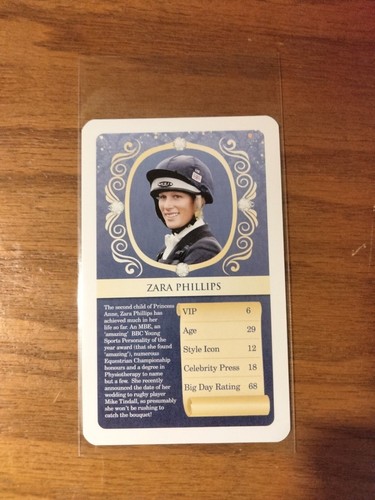 ZARA PHILLIPS
The second child of Princess
Anne, Zara Phillips has
achieved much in her
life so far. An MBE, an
'amazing' BBC Young
Sports Personality of the
year award (that she found
'amazing'), numerous
Equestrian Championship
honours and a degree in
Physiotherapy to name
but a few. She recently
announced the date of her
wedding to rugby player
Mike Tindall, so presumably
she won't be rushing to
catch the bouquet!
VIP 6
Age 29
Style Icon 12
Celebrity Press 18
Big Day Rating 68